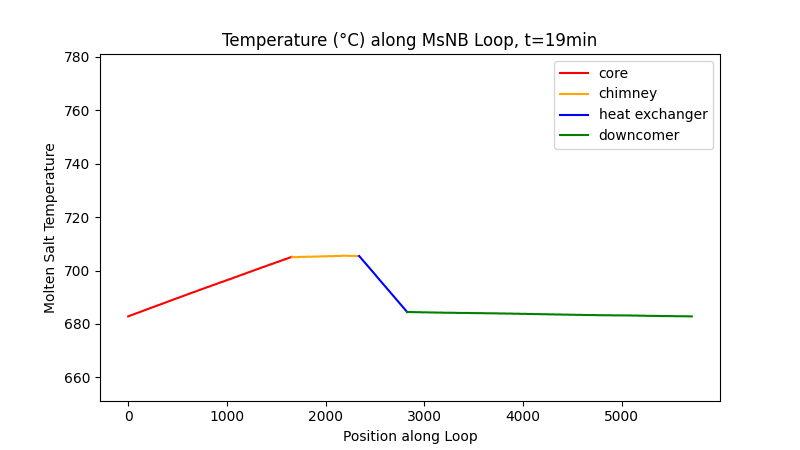 Temperature (°C) along MsNB Loop, t=19min
core
chimney
heat exchanger
downcomer
Molten Salt Temperature
780
760
740
720
700
680
660
0 1000 2000 3000 4000 5000
Position along Loop